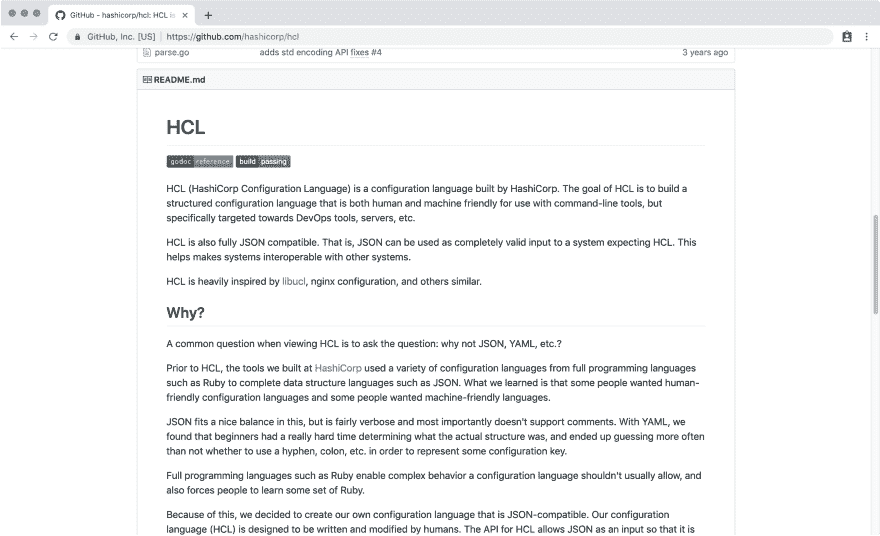 GitHub - hashicorp/hcl: HCL is
GitHub, Inc. [US] | https://github.com/hashicorp/hcl
parse.go adds std encoding API fixes #4 3 years ago
README.md
HCL
godoc reference build passing
HCL (HashiCorp Configuration Language) is a configuration language built by HashiCorp. The goal of HCL is to build a
structured configuration language that is both human and machine friendly for use with command-line tools, but
specifically targeted towards DevOps tools, servers, etc.
HCL is also fully JSON compatible. That is, JSON can be used as completely valid input to a system expecting HCL. This
helps makes systems interoperable with other systems.
HCL is heavily inspired by libucl, nginx configuration, and others similar.
Why?
A common question when viewing HCL is to ask the question: why not JSON, YAML, etc.?
Prior to HCL, the tools we built at HashiCorp used a variety of configuration languages from full programming languages
such as Ruby to complete data structure languages such as JSON. What we learned is that some people wanted human-
friendly configuration languages and some people wanted machine-friendly languages.
JSON fits a nice balance in this, but is fairly verbose and most importantly doesn't support comments. With YAML, we
found that beginners had a really hard time determining what the actual structure was, and ended up guessing more often
than not whether to use a hyphen, colon, etc. in order to represent some configuration key.
Full programming languages such as Ruby enable complex behavior a configuration language shouldn't usually allow, and
also forces people to learn some set of Ruby.
Because of this, we decided to create our own configuration language that is JSON-compatible. Our configuration
language (HCL) is designed to be written and modified by humans. The API for HCL allows JSON as an input so that it is